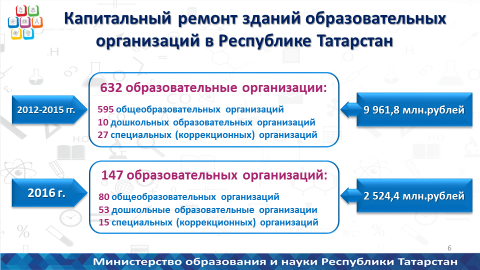 Капитальный ремонт зданий образовательных
организаций в Республике Татарстан
632 образовательные организации:
2012-2015 гг.
595 общеобразовательных организаций
10 дошкольных образовательных организаций
27 специальных (коррекционных) организаций
9 961,8 млн.рублей
147 образовательных организаций:
2016 г.
80 общеобразовательных организаций
53 дошкольные образовательные организации
15 специальных (коррекционных) организаций
2 524,4 млн.рублей
6
Министерство образования и науки Республики Татарстан